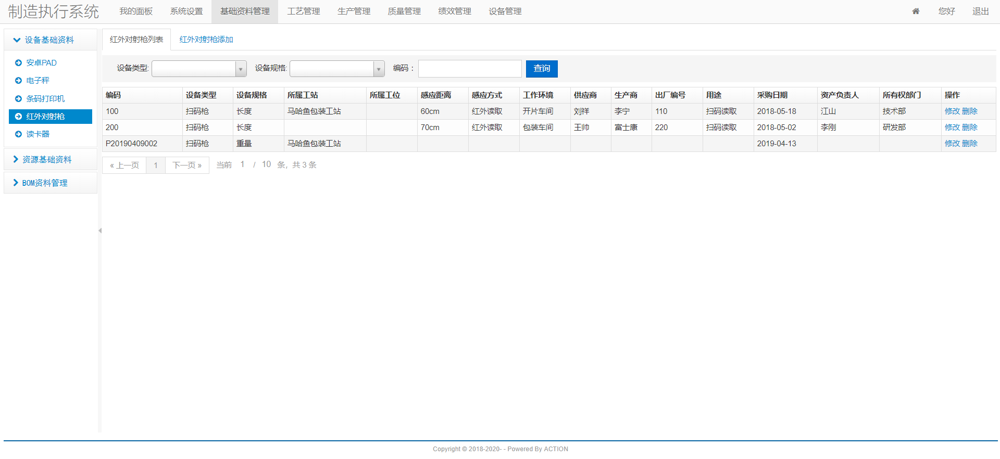 制造执行系统 我的面板 系统设置 基础资料管理 工艺管理 生产管理 质量管理 绩效管理 设备管理 您好 退出
设备基础资料
安卓PAD
电子秤
条码打印机
红外对射枪
读卡器
资源基础资料
BOM资料管理
红外对射枪列表 红外对射枪添加
设备类型: 设备规格: 编码： 查询
编码 设备类型 设备规格 所属工站 所属工位 感应距离 感应方式 工作环境 供应商 生产商 出厂编号 用途 采购日期 资产负责人 所有权部门 操作
100 扫码枪 长度 马哈鱼包装工站 60cm 红外读取 开片车间 刘祥 李宁 110 扫码读取 2018-05-18 江山 技术部 修改 删除
200 扫码枪 长度 70cm 红外读取 包装车间 王帅 富士康 220 扫码读取 2018-05-02 李刚 研发部 修改 删除
P20190409002 扫码枪 重量 马哈鱼包装工站 2019-04-13 修改 删除
« 上一页 1 下一页 » 当前 1 / 10 条，共 3 条
Copyright © 2018-2020- - Powered By ACTION